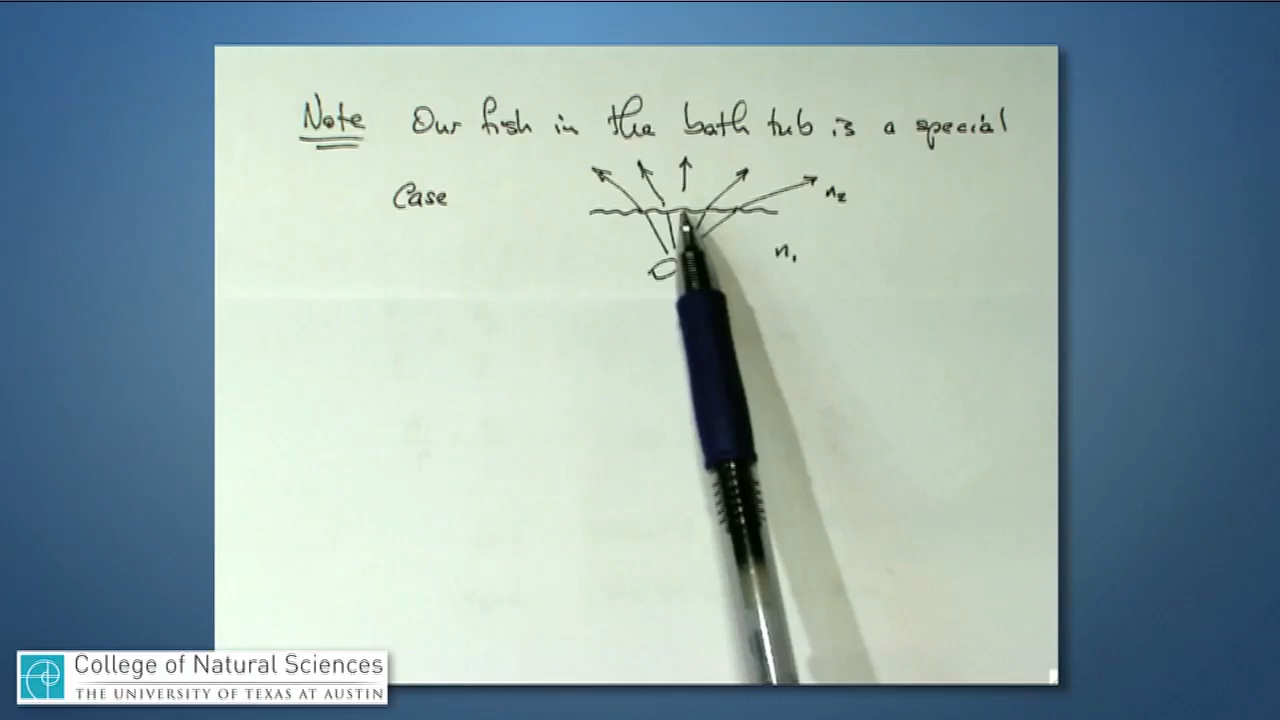 Note Our fish in the bath tub is a special
Case
n₂
n₁
College of Natural Sciences
THE UNIVERSITY OF TEXAS AT AUSTIN